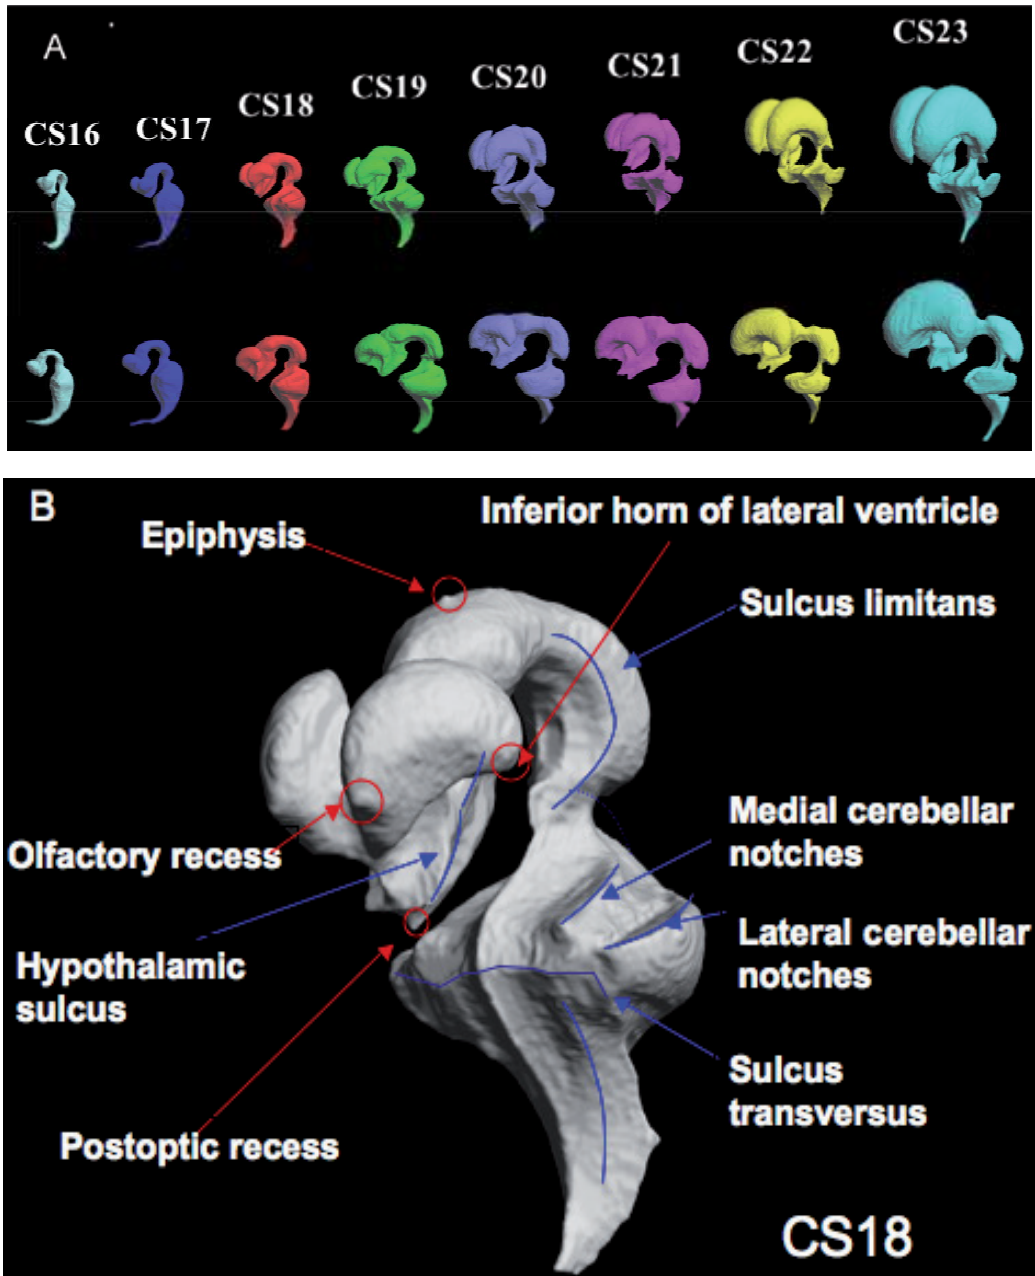 A
CS16
CS17
CS18
CS19
CS20
CS21
CS22
CS23
B
Epiphysis
Inferior horn of lateral ventricle
Sulcus limitans
Medial cerebellar
notches
Olfactory recess
Lateral cerebellar
notches
Hypothalamic
sulcus
Sulcus
transversus
Postoptic recess
CS18